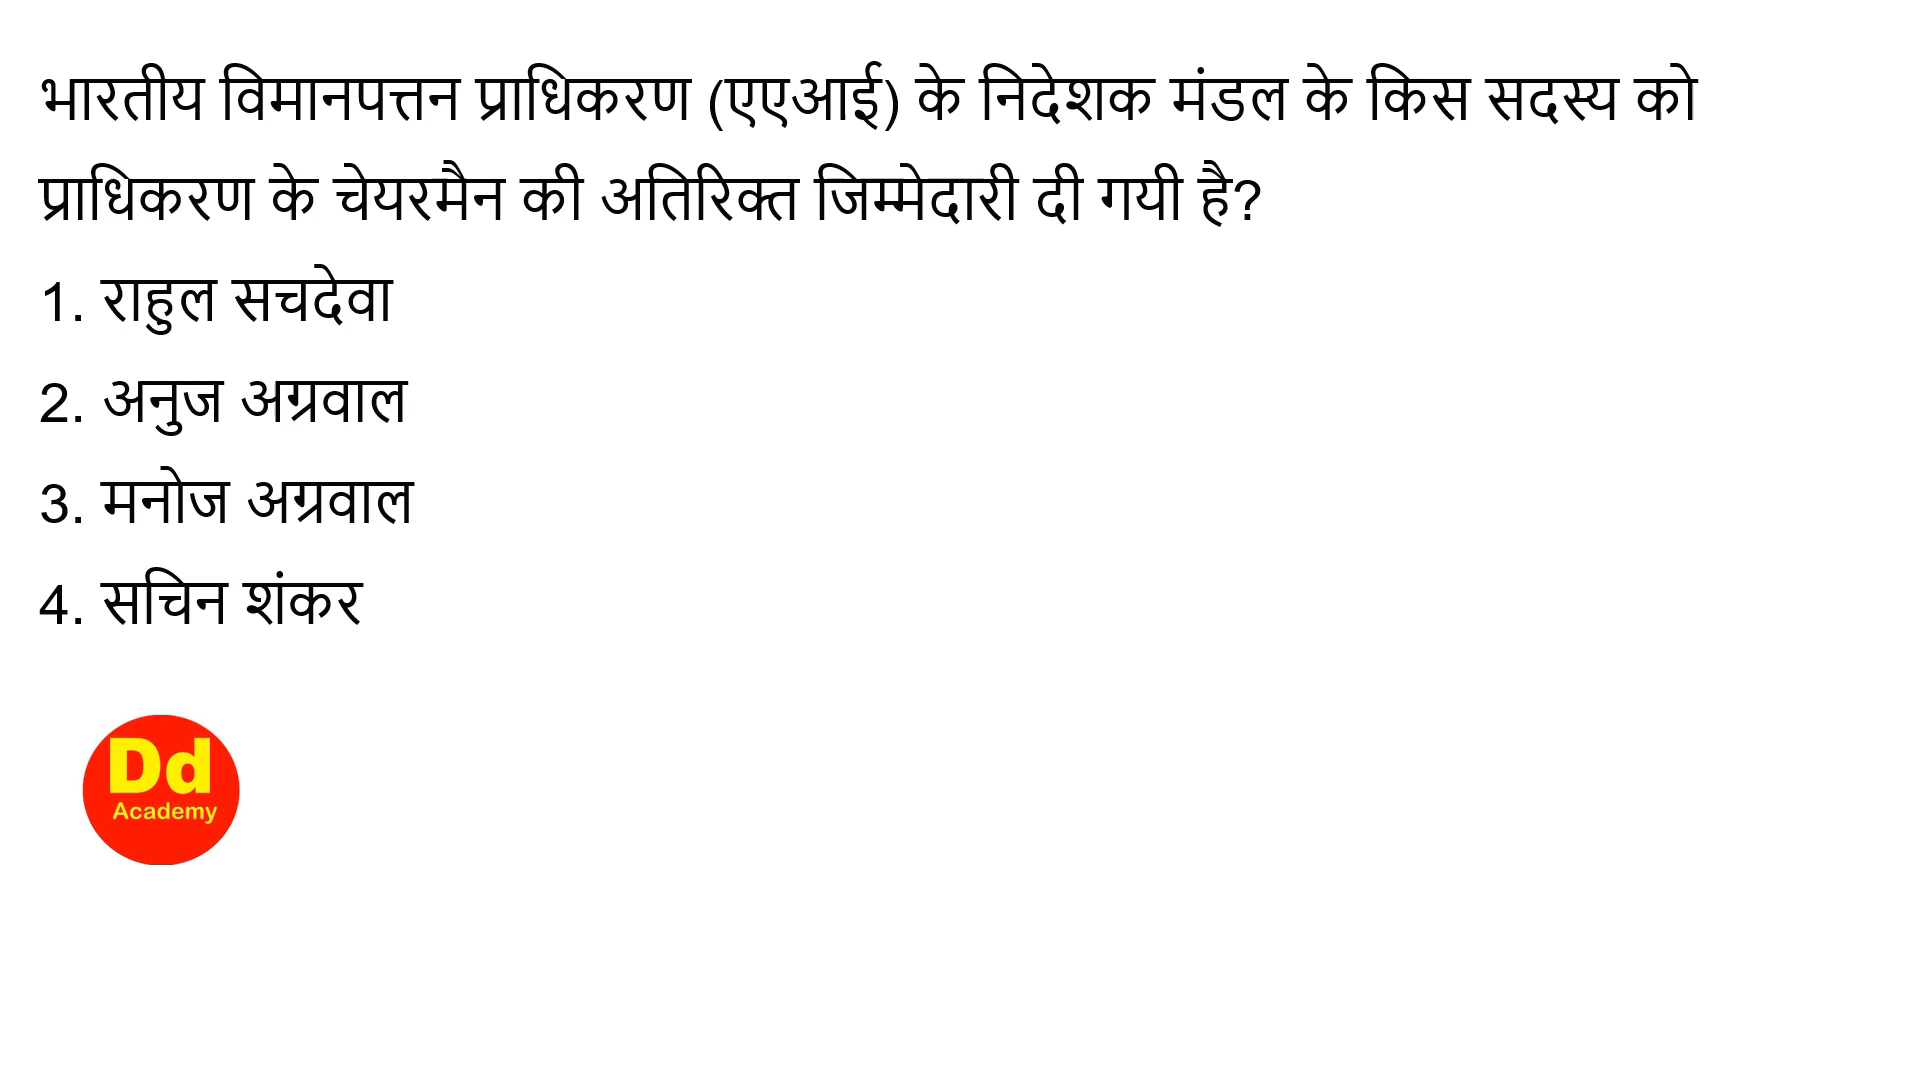 भारतीय विमानपत्तन प्राधिकरण (एएआई) के निदेशक मंडल के किस सदस्य को
प्राधिकरण के चेयरमैन की अतिरिक्त जिम्मेदारी दी गयी है?
1. राहुल सचदेवा
2. अनुज अग्रवाल
3. मनोज अग्रवाल
4. सचिन शंकर
Dd
Academy